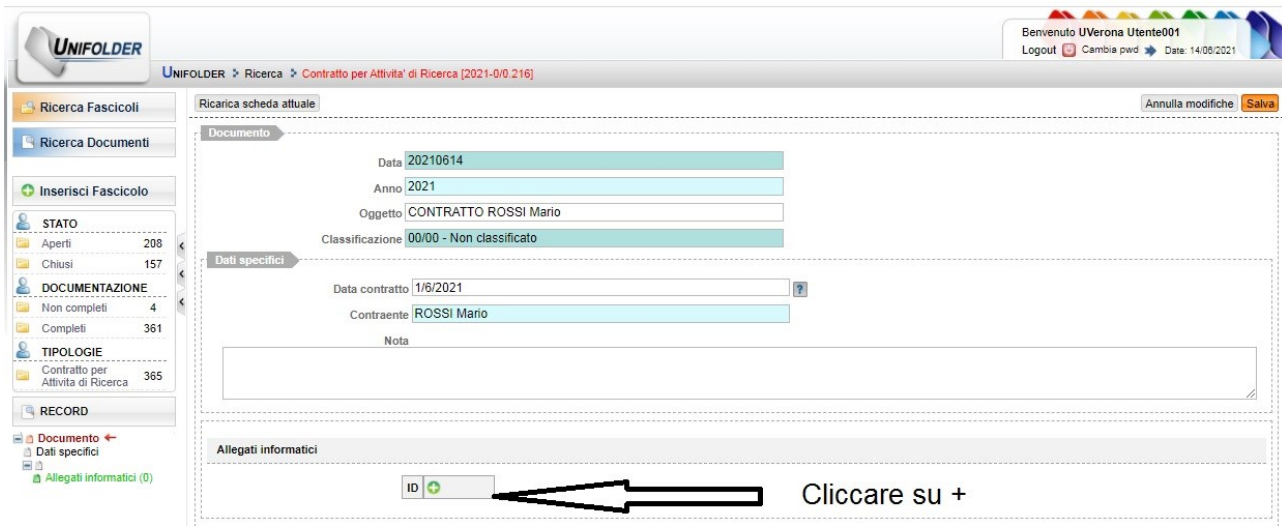 UNIFOLDER
Benvenuto UVerona Utente001
Logout Cambia pwd Date: 14/06/2021
UNIFOLDER Ricerca Contratto per Attivita' di Ricerca [2021-0/0.216]
Ricerca Fascicoli
Ricerca Documenti
Inserisci Fascicolo
STATO
Aperti 208
Chiusi 157
DOCUMENTAZIONE
Non completi 4
Completi 361
TIPOLOGIE
Contratto per
Attivita di Ricerca 365
RECORD
Documento
Dati specifici
Allegati informatici (0)
Ricarica scheda attuale
Annulla modifiche Salva
Documento
Data 20210614
Anno 2021
Oggetto CONTRATTO ROSSI Mario
Classificazione 00/00 - Non classificato
Dati specifici
Data contratto 1/6/2021 ?
Contraente ROSSI Mario
Nota
Allegati informatici
ID
Cliccare su +